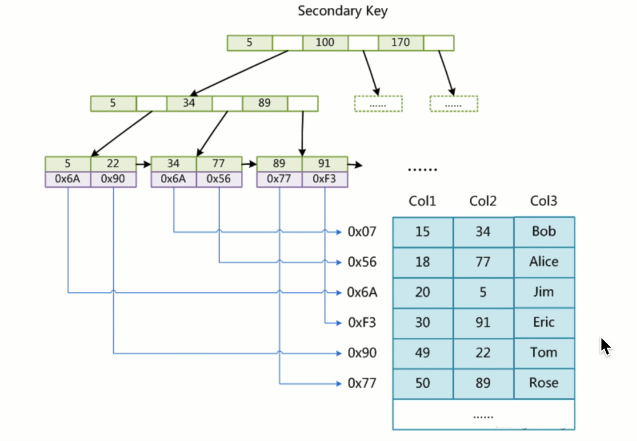 Secondary Key
5 100 170
5 34 89 ...... ......
5 22 34 77 89 91
0x6A 0x90 0x6A 0x56 0x77 0xF3
......
Col1 Col2 Col3
0x07 15 34 Bob
0x56 18 77 Alice
0x6A 20 5 Jim
0xF3 30 91 Eric
0x90 49 22 Tom
0x77 50 89 Rose
......